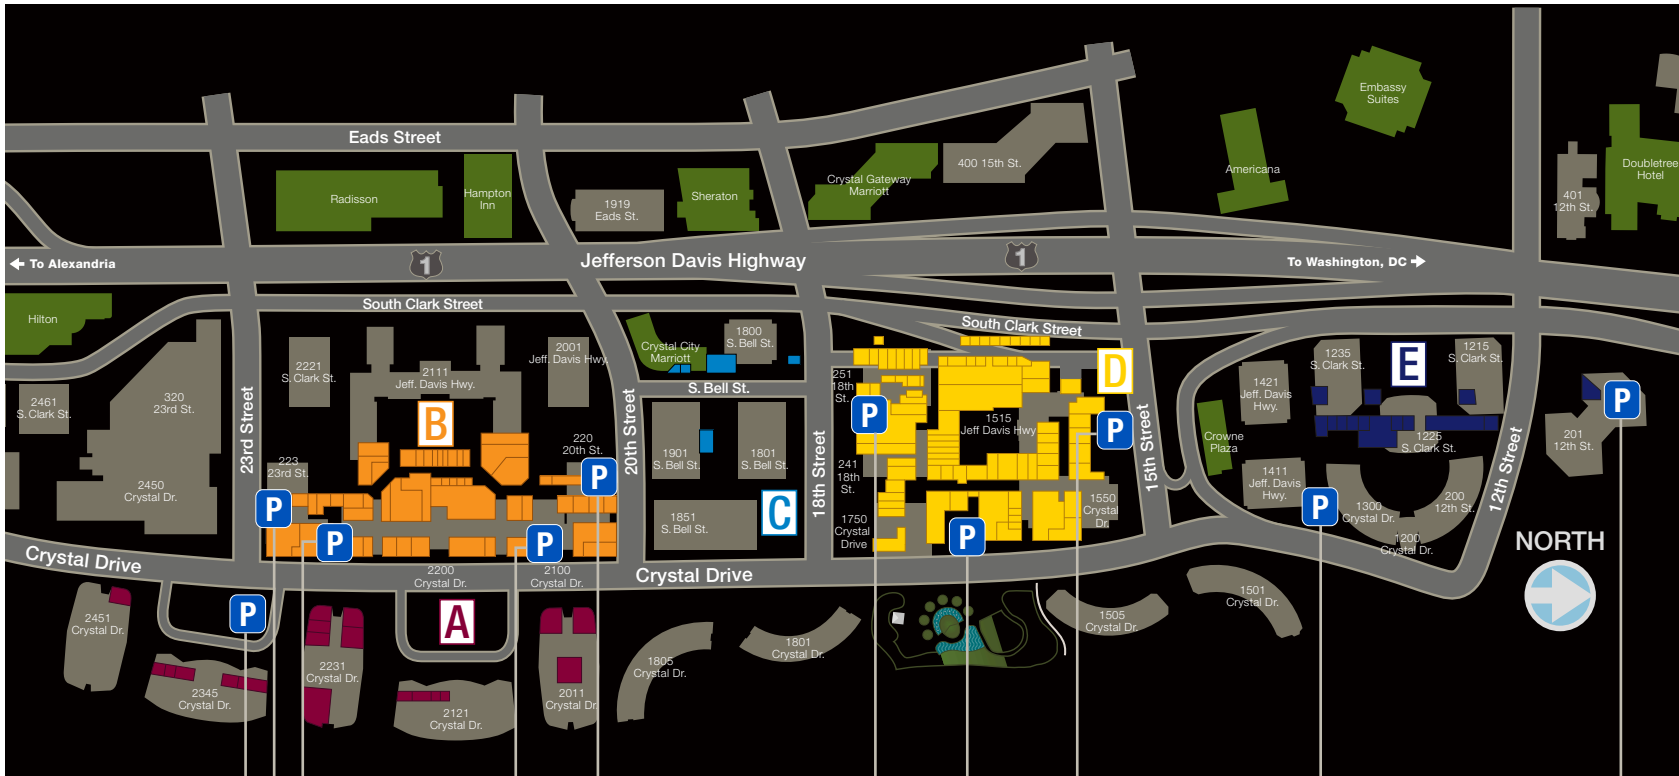 Eads Street
Embassy
Suites
400 15th St.
Crystal Gateway
Marriott
Americana
Doubletree
Hotel
401
12th St.
Radisson
Hampton
Inn
1919
Eads St.
Sheraton
To Alexandria
1
Jefferson Davis Highway
1
To Washington, DC
South Clark Street
Hilton
South Clark Street
2221
S. Clark St.
2111
Jeff. Davis Hwy.
2001
Jeff. Davis Hwy.
Crystal City
Marriott
1800
S. Bell St.
S. Bell St.
251
18th
St.
D
1235
S. Clark St.
E
1215
S. Clark St.
1421
Jeff. Davis
Hwy.
2461
S. Clark St.
320
23rd St.
23rd Street
B
20th Street
18th Street
15th Street
12th Street
P
P
P
1515
Jeff Davis Hwy
Crowne
Plaza
1225
S. Clark St.
201
12th St.
220
20th St.
P
1901
S. Bell St.
1801
S. Bell St.
241
18th
St.
223
23rd St.
2450
Crystal Dr.
1411
Jeff. Davis
Hwy.
P
P
C
1851
S. Bell St.
1750
Crystal
Drive
1550
Crystal
Dr.
1300
Crystal Dr.
200
12th St.
1200
Crystal Dr.
P
P
P
NORTH
Crystal Drive
2200
Crystal Dr.
2100
Crystal Dr.
Crystal Drive
P
A
2451
Crystal Dr.
2231
Crystal Dr.
2345
Crystal Dr.
2121
Crystal Dr.
2011
Crystal Dr.
1805
Crystal Dr.
1801
Crystal Dr.
1505
Crystal Dr.
1501
Crystal Dr.